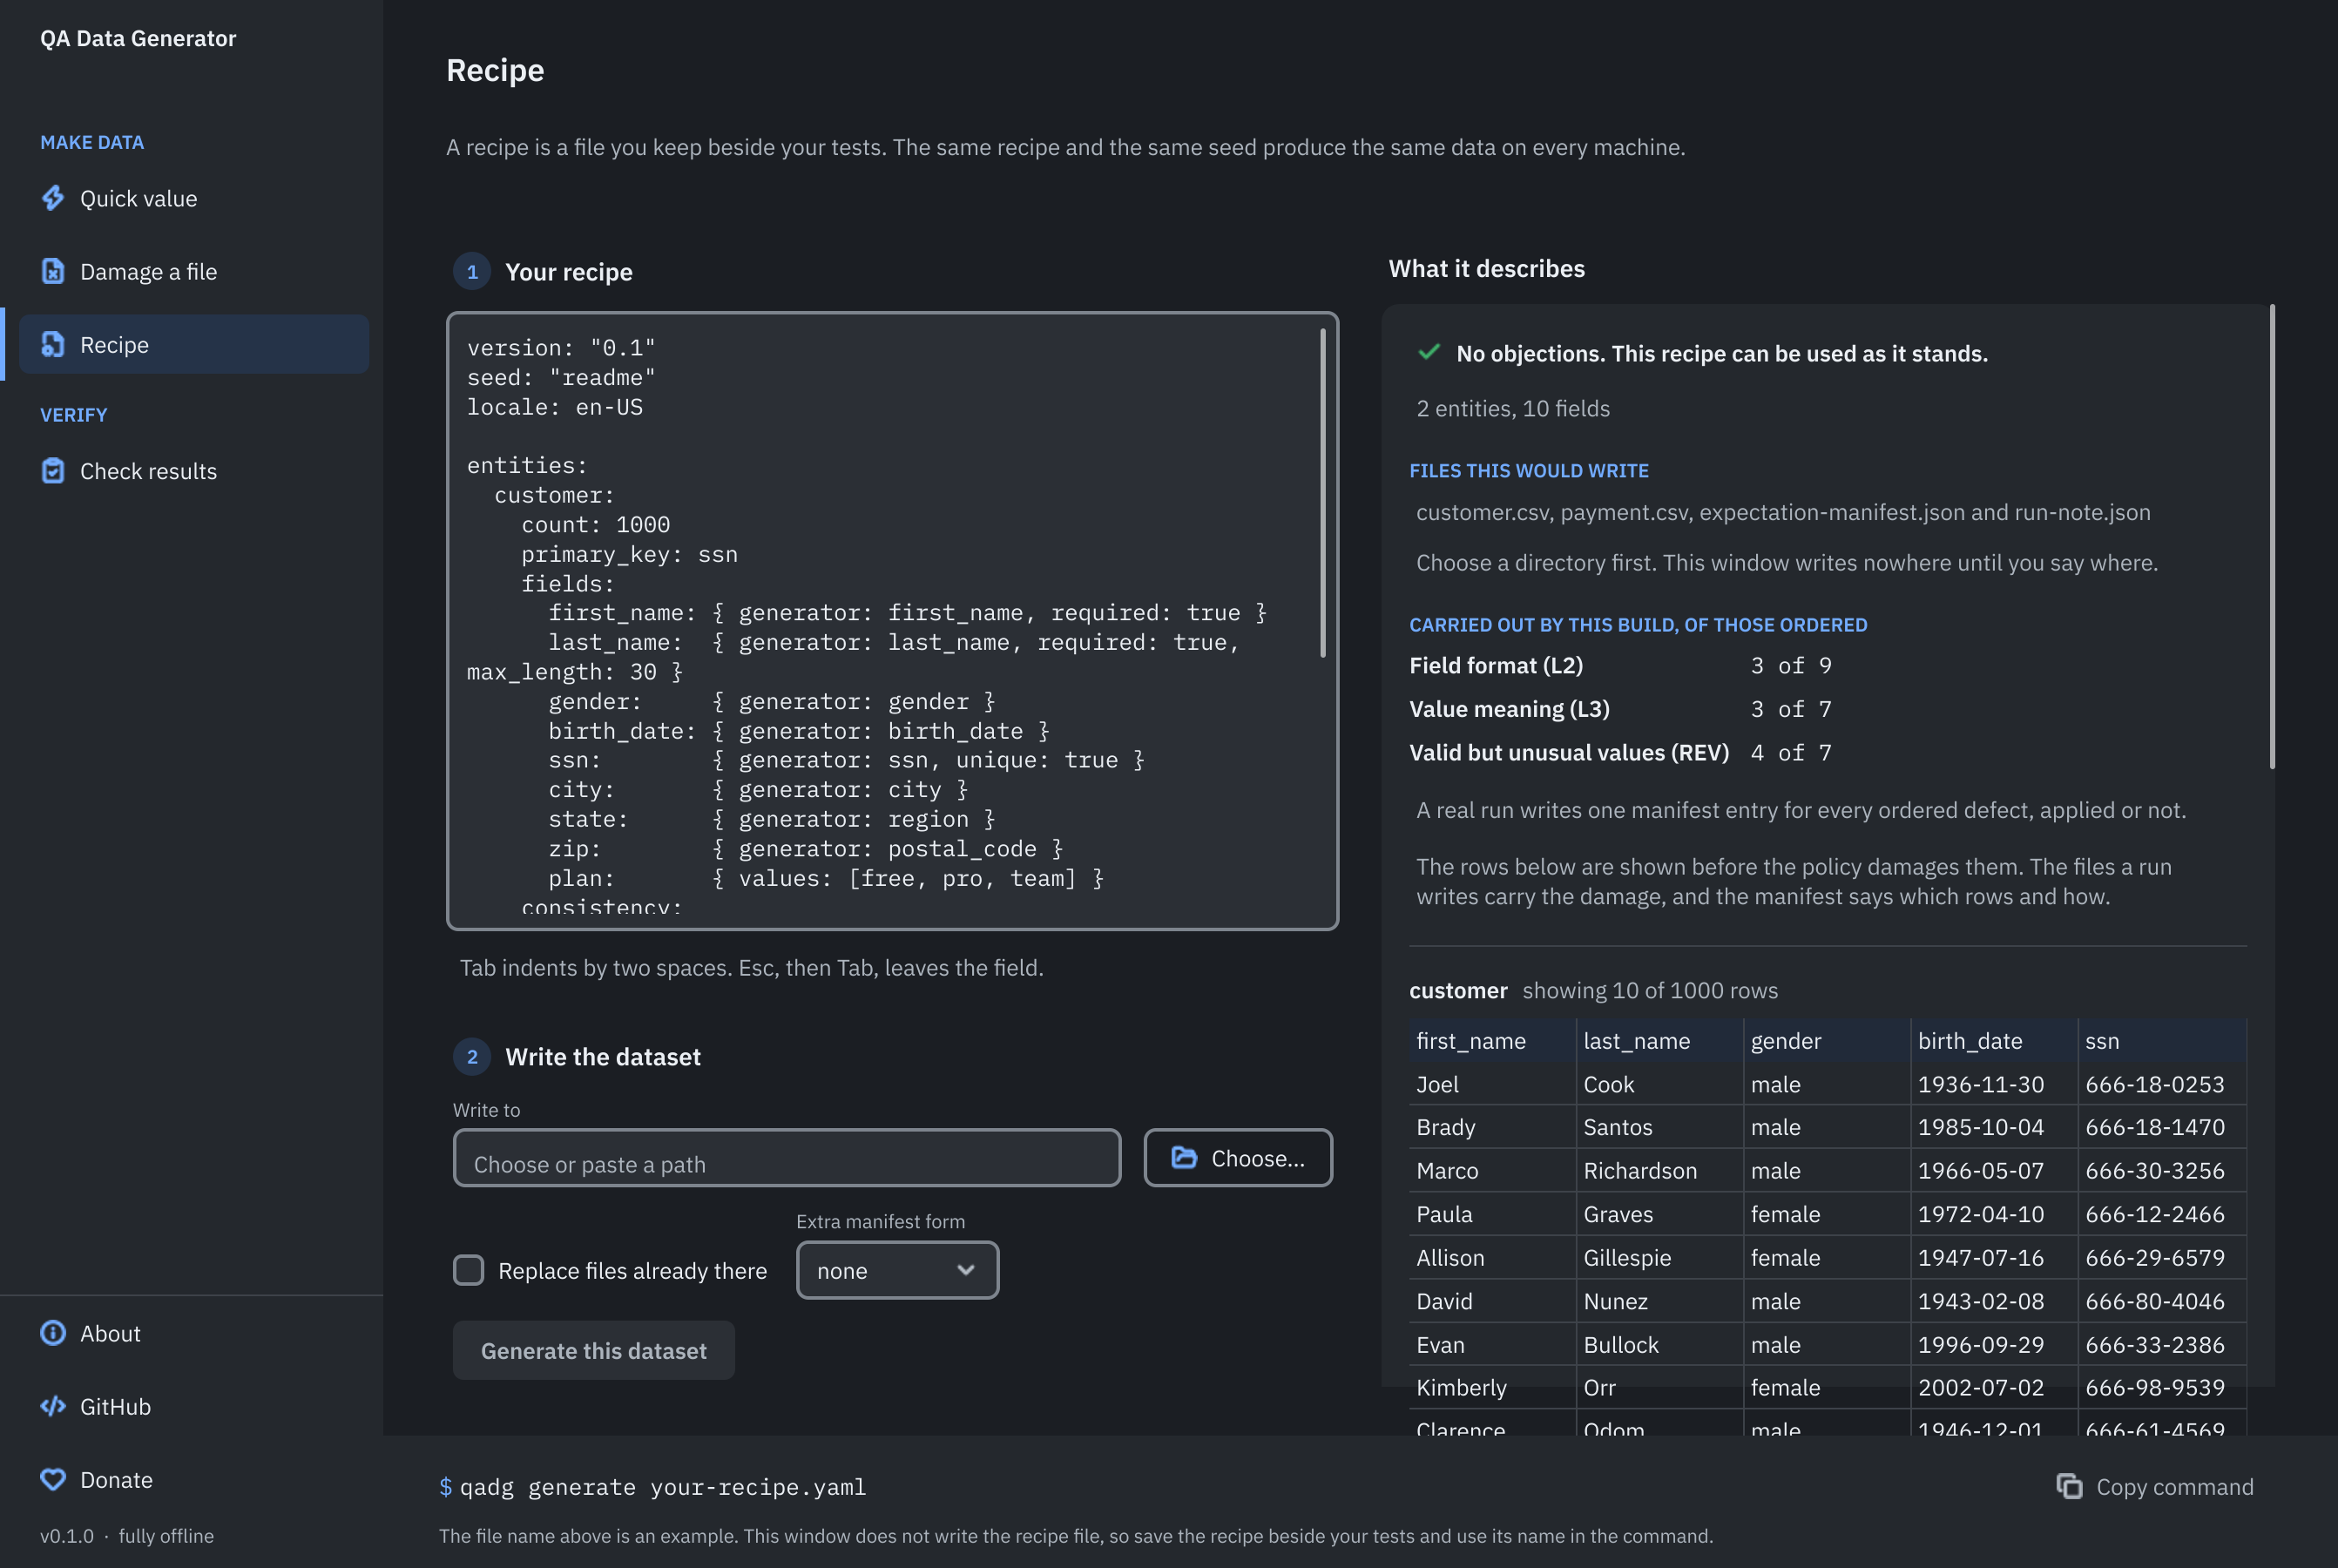 QA Data Generator
MAKE DATA
Quick value
Damage a file
Recipe
VERIFY
Check results
About
GitHub
Donate
v0.1.0 · fully offline
Recipe
A recipe is a file you keep beside your tests. The same recipe and the same seed produce the same data on every machine.
1 Your recipe
version: "0.1"
seed: "readme"
locale: en-US
entities:
  customer:
    count: 1000
    primary_key: ssn
    fields:
      first_name: { generator: first_name, required: true }
      last_name:  { generator: last_name, required: true,
max_length: 30 }
      gender:     { generator: gender }
      birth_date: { generator: birth_date }
      ssn:        { generator: ssn, unique: true }
      city:       { generator: city }
      state:      { generator: region }
      zip:        { generator: postal_code }
      plan:       { values: [free, pro, team] }
    consistency:
Tab indents by two spaces. Esc, then Tab, leaves the field.
2 Write the dataset
Write to
Choose or paste a path
Choose...
Extra manifest form
Replace files already there
none
Generate this dataset
What it describes
No objections. This recipe can be used as it stands.
2 entities, 10 fields
FILES THIS WOULD WRITE
customer.csv, payment.csv, expectation-manifest.json and run-note.json
Choose a directory first. This window writes nowhere until you say where.
CARRIED OUT BY THIS BUILD, OF THOSE ORDERED
Field format (L2) 3 of 9
Value meaning (L3) 3 of 7
Valid but unusual values (REV) 4 of 7
A real run writes one manifest entry for every ordered defect, applied or not.
The rows below are shown before the policy damages them. The files a run
writes carry the damage, and the manifest says which rows and how.
customer showing 10 of 1000 rows
first_name last_name gender birth_date ssn
Joel Cook male 1936-11-30 666-18-0253
Brady Santos male 1985-10-04 666-18-1470
Marco Richardson male 1966-05-07 666-30-3256
Paula Graves female 1972-04-10 666-12-2466
Allison Gillespie female 1947-07-16 666-29-6579
David Nunez male 1943-02-08 666-80-4046
Evan Bullock male 1996-09-29 666-33-2386
Kimberly Orr female 2002-07-02 666-98-9539
Clarence Odom male 1946-12-01 666-61-4569
$ qadg generate your-recipe.yaml
Copy command
The file name above is an example. This window does not write the recipe file, so save the recipe beside your tests and use its name in the command.